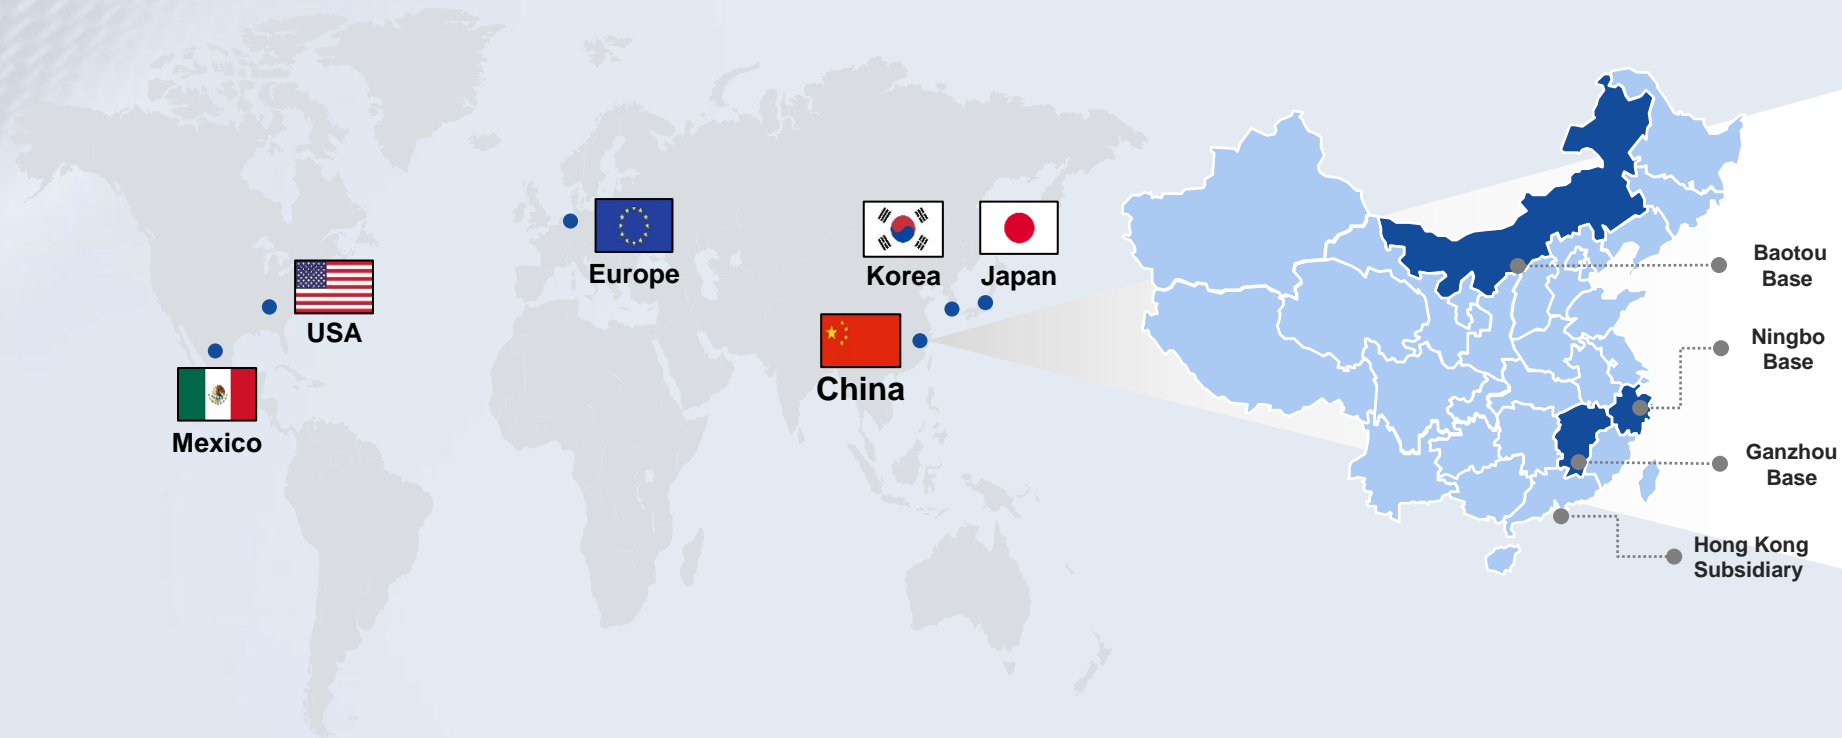 USA
Mexico
Europe
Korea
Japan
China
Baotou
Base
Ningbo
Base
Ganzhou
Base
Hong Kong
Subsidiary